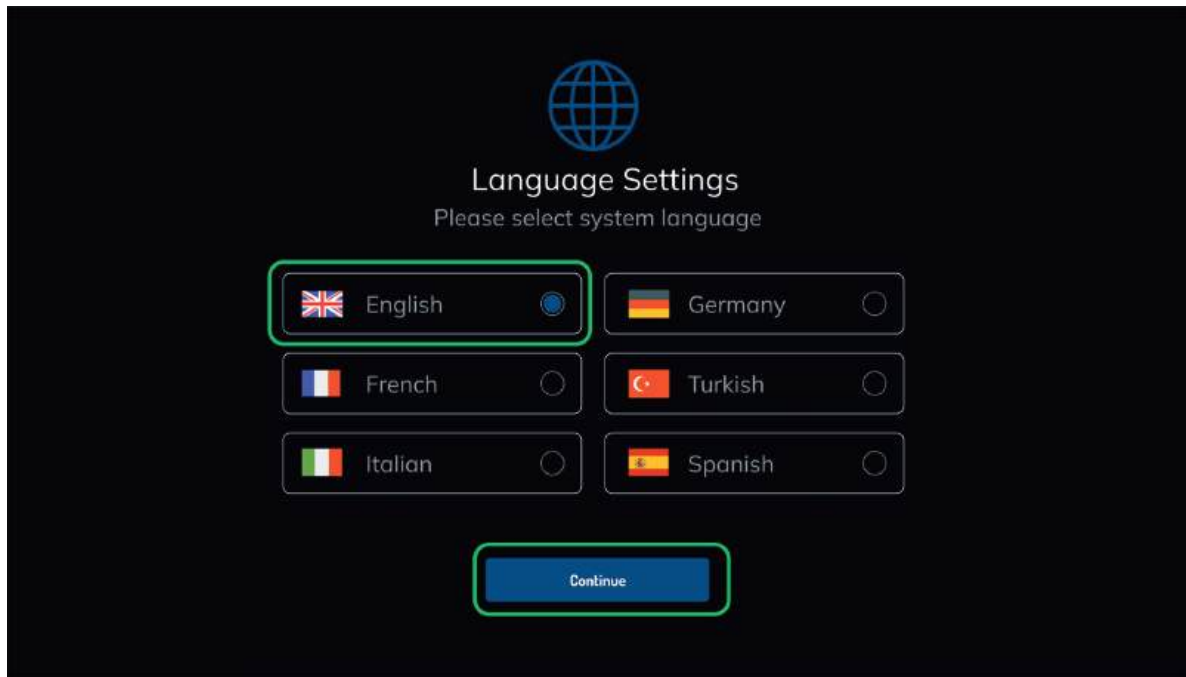 Language Settings
Please select system language
English
Germany
French
Turkish
Italian
Spanish
Continue